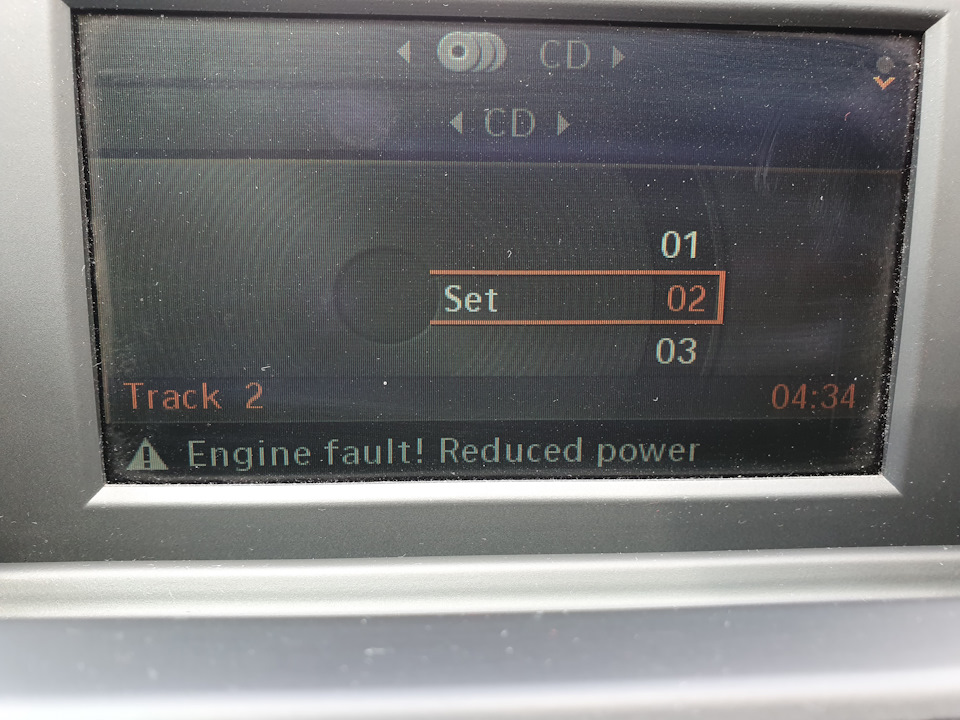 CD
CD
01
Set 02
03
Track 2 04:34
Engine fault! Reduced power